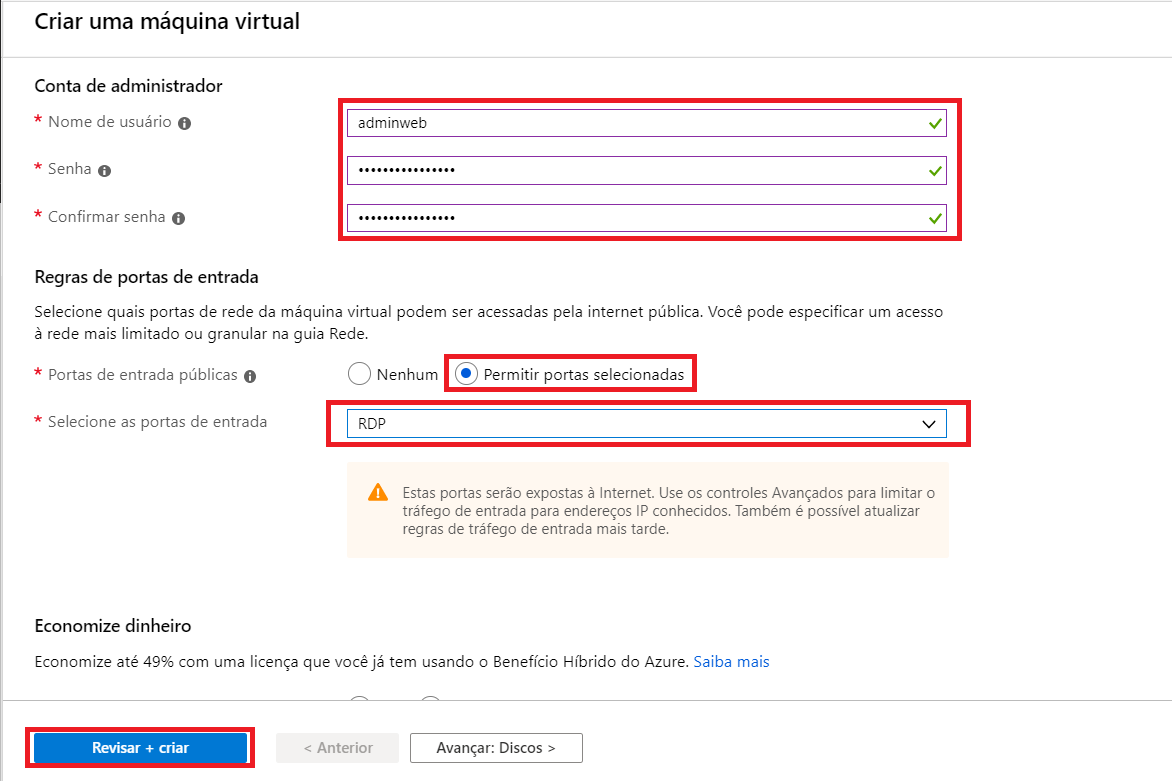 Criar uma máquina virtual
Conta de administrador
* Nome de usuário
adminweb
* Senha
••••••••••••••••
* Confirmar senha
••••••••••••••••
Regras de portas de entrada
Selecione quais portas de rede da máquina virtual podem ser acessadas pela internet pública. Você pode especificar um acesso
à rede mais limitado ou granular na guia Rede.
* Portas de entrada públicas
Nenhum
Permitir portas selecionadas
* Selecione as portas de entrada
RDP
Estas portas serão expostas à Internet. Use os controles Avançados para limitar o
tráfego de entrada para endereços IP conhecidos. Também é possível atualizar
regras de tráfego de entrada mais tarde.
Economize dinheiro
Economize até 49% com uma licença que você já tem usando o Benefício Híbrido do Azure. Saiba mais
Revisar + criar
< Anterior
Avançar: Discos >